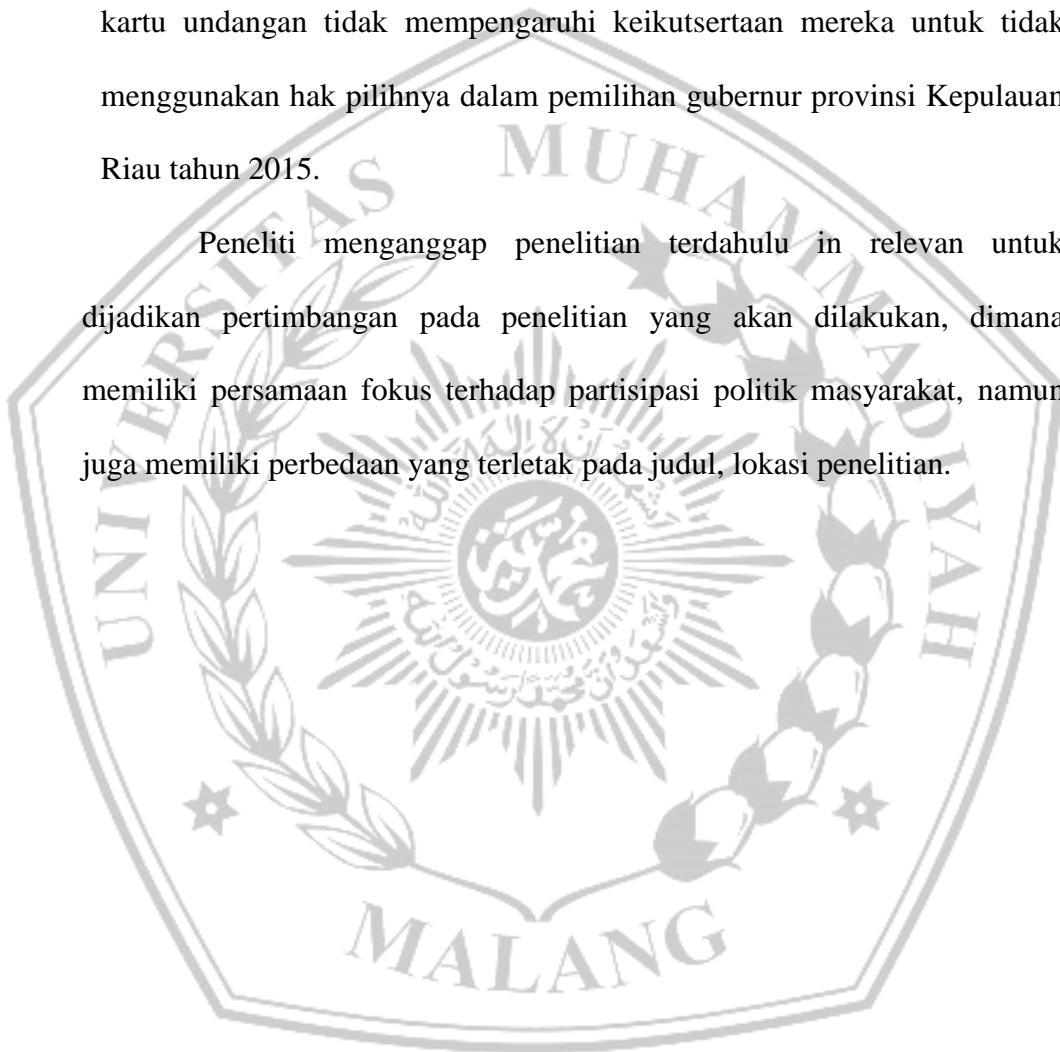 kartu undangan tidak mempengaruhi keikutsertaan mereka untuk tidak
menggunakan hak pilihnya dalam pemilihan gubernur provinsi Kepulauan
Riau tahun 2015.
Peneliti menganggap penelitian terdahulu in relevan untuk
dijadikan pertimbangan pada penelitian yang akan dilakukan, dimana
memiliki persamaan fokus terhadap partisipasi politik masyarakat, namun
juga memiliki perbedaan yang terletak pada judul, lokasi penelitian.
UNIVERSITAS MUHAMMADIYAH
MALANG